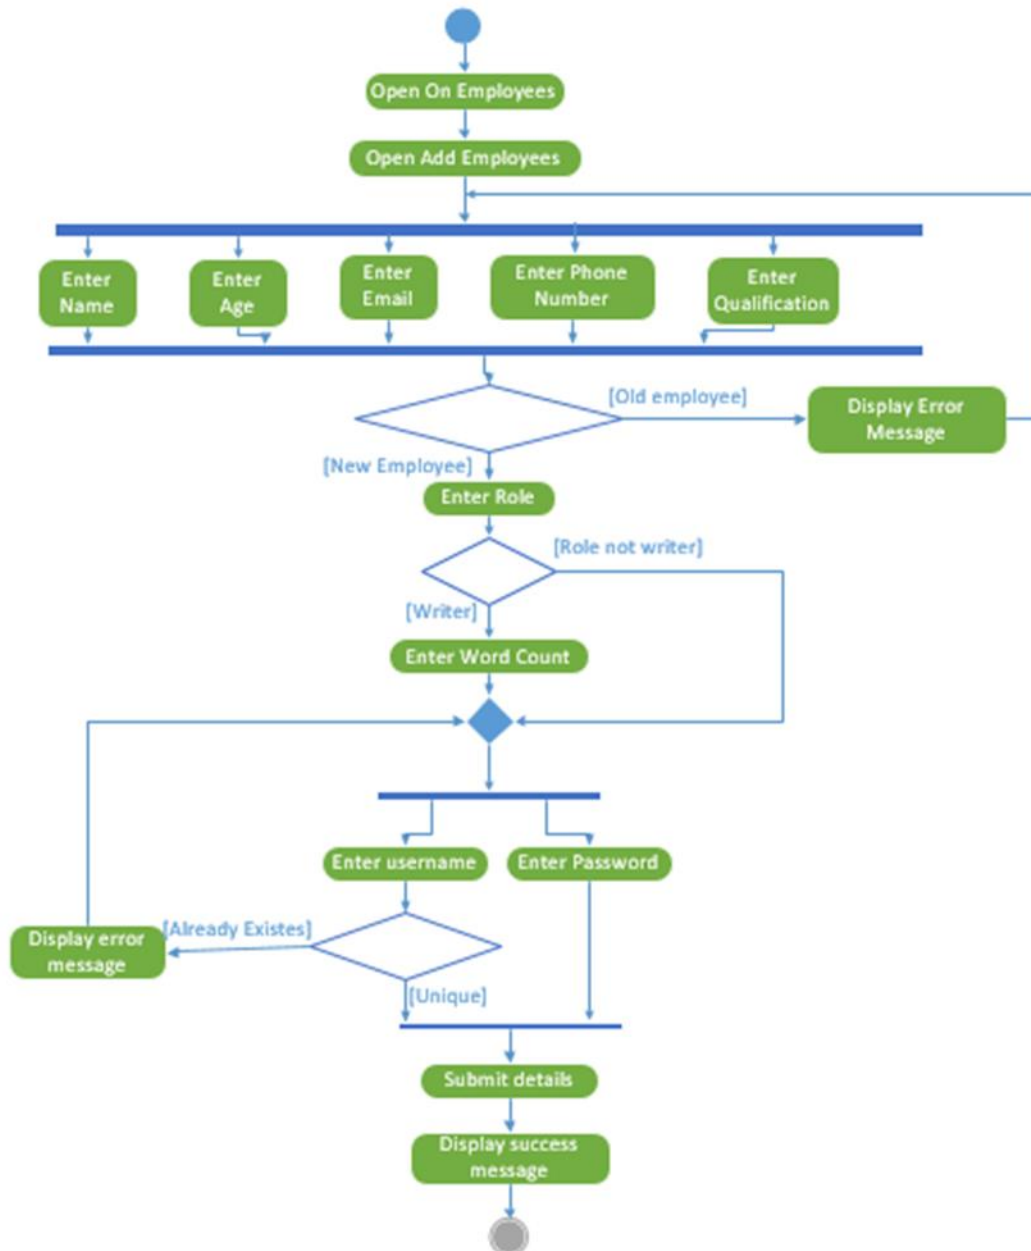 Open On Employees
Open Add Employees
Enter
Name
Enter
Age
Enter
Email
Enter Phone
Number
Enter
Qualification
[Old employee]
Display Error
Message
[New Employee]
Enter Role
[Role not writer]
[Writer]
Enter Word Count
Enter username
Enter Password
[Already Existes]
Display error
message
[Unique]
Submit details
Display success
message